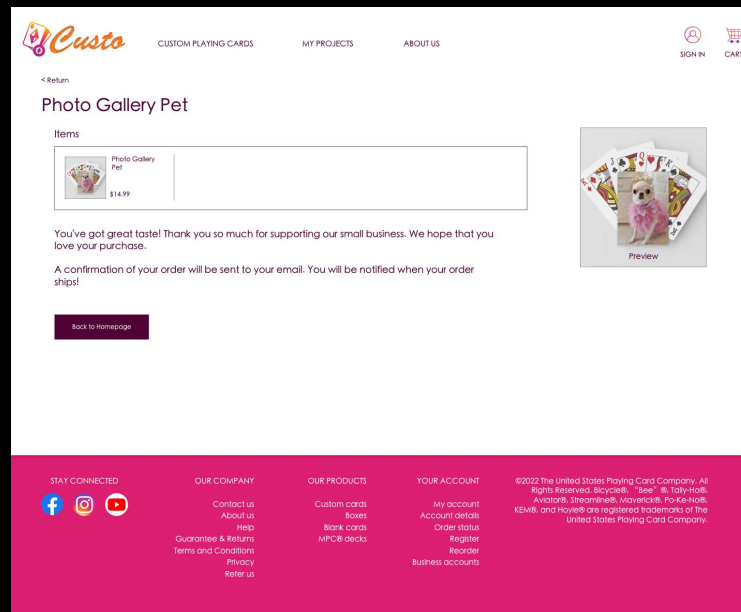 Custo
CUSTOM PLAYING CARDS
MY PROJECTS
ABOUT US
SIGN IN
CART
< Return
Photo Gallery Pet
Items
Photo Gallery
Pet
$14.99
You've got great taste! Thank you so much for supporting our small business. We hope that you
love your purchase.
A confirmation of your order will be sent to your email. You will be notified when your order
ships!
Back to Homepage
K
J
Q
K
Preview
STAY CONNECTED
OUR COMPANY
Contact us
About us
Help
Guarantee & Returns
Terms and Conditions
Privacy
Refer us
OUR PRODUCTS
Custom cards
Boxes
Blank cards
MPC® decks
YOUR ACCOUNT
My account
Account details
Order status
Register
Reorder
Business accounts
©2022 The United States Playing Card Company. All
Rights Reserved. Bicycle®, “Bee” ®, Tally-Ho®,
Aviator®, Streamline®, Maverick®, Po-Ke-No®,
KEM®, and Hoyle® are registered trademarks of The
United States Playing Card Company.